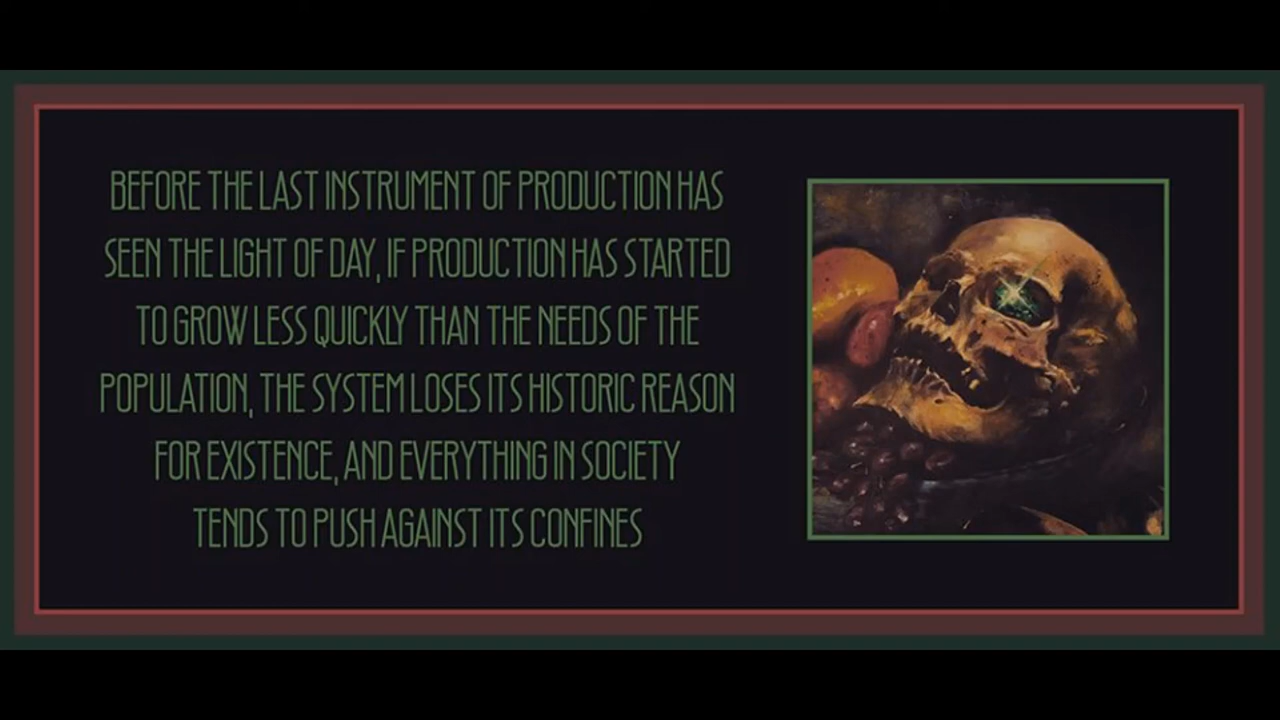 BEFORE THE LAST INSTRUMENT OF PRODUCTION HAS
SEEN THE LIGHT OF DAY, IF PRODUCTION HAS STARTED
TO GROW LESS QUICKLY THAN THE NEEDS OF THE
POPULATION, THE SYSTEM LOSES ITS HISTORIC REASON
FOR EXISTENCE, AND EVERYTHING IN SOCIETY
TENDS TO PUSH AGAINST ITS CONFINES